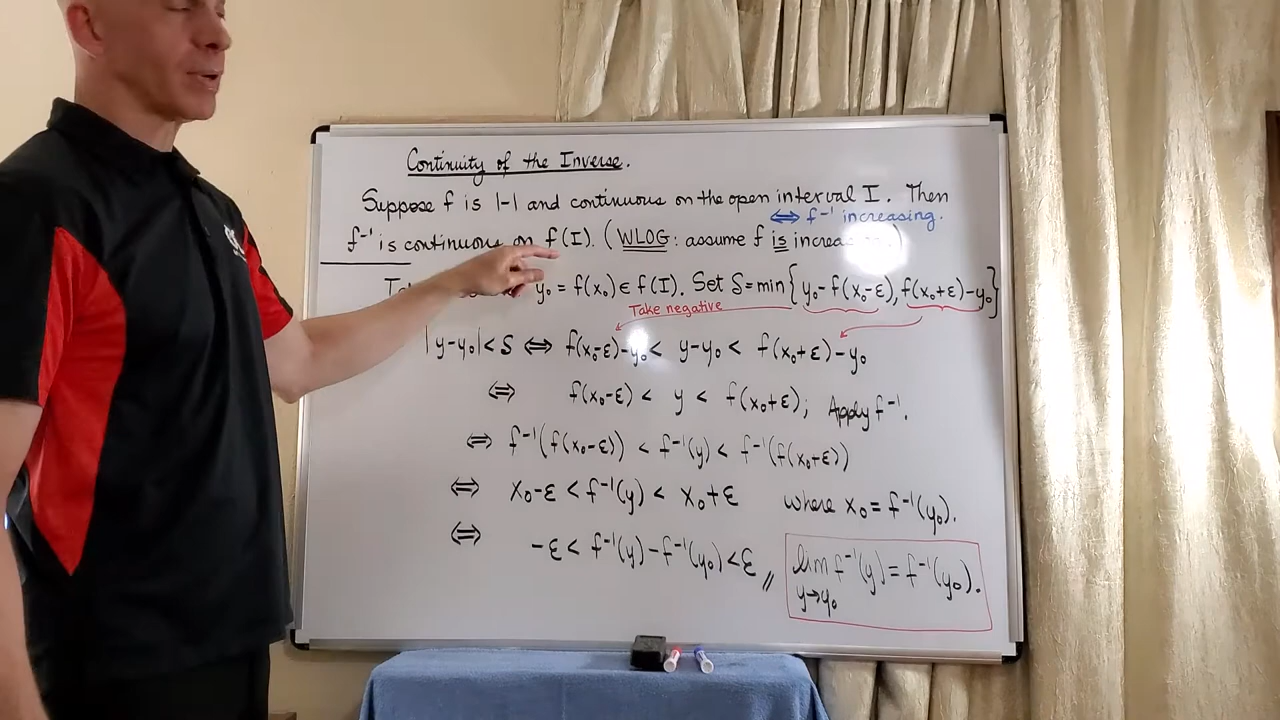 Continuity of the Inverse.
Suppose f is 1-1 and continuous on the open interval I. Then
⇔ f⁻¹ increasing.
f⁻¹ is continuous on f(I). (WLOG: assume f is
y₀ = f(x₀) ∈ f(I). Set δ = min{y₀-f(x₀-ε), f(x₀+ε)-y₀}
Take negative
|y-y₀|<δ ⇔ f(x₀-ε)-y₀ < y-y₀ < f(x₀+ε)-y₀
⇔ f(x₀-ε) < y < f(x₀+ε); Apply f⁻¹.
⇔ f⁻¹(f(x₀-ε)) < f⁻¹(y) < f⁻¹(f(x₀+ε))
⇔ x₀-ε < f⁻¹(y) < x₀+ε where x₀ = f⁻¹(y₀).
⇔ -ε < f⁻¹(y)-f⁻¹(y₀) < ε //
lim f⁻¹(y) = f⁻¹(y₀).
y→y₀